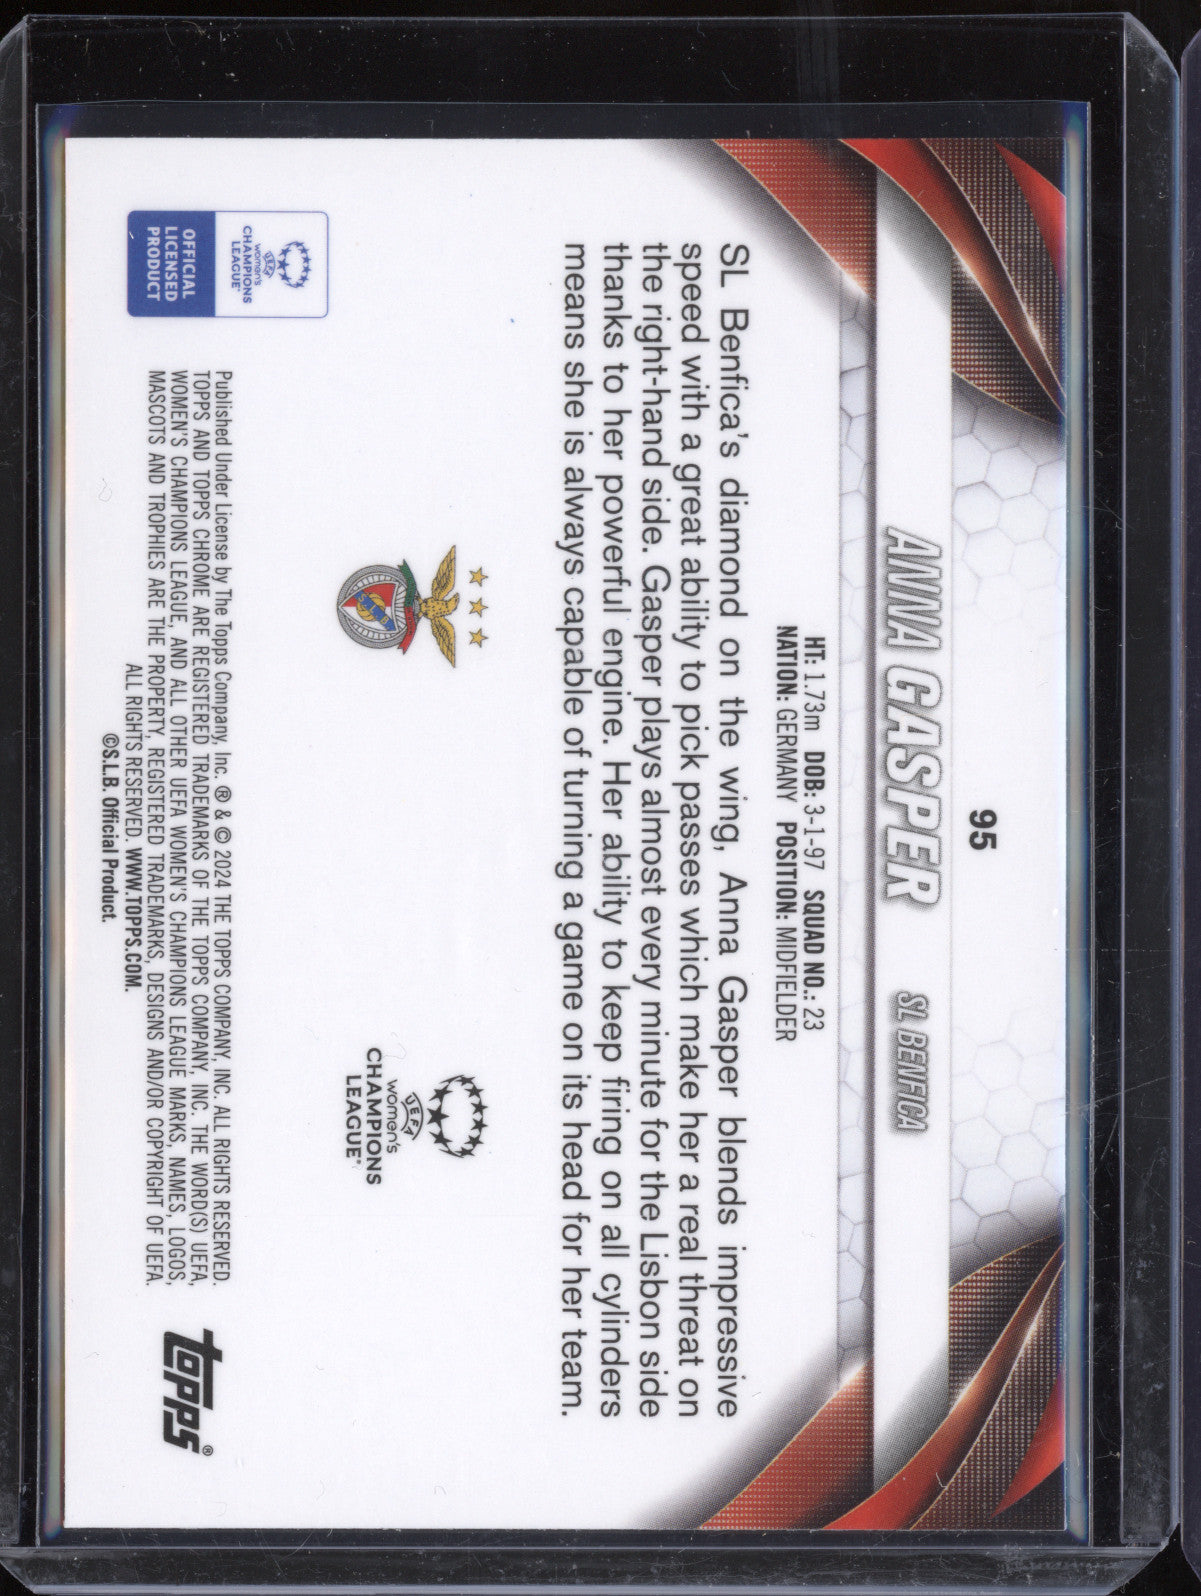 95
ANNA GASPER SL BENFICA
HT: 1.73m DOB: 3-1-97 SQUAD NO.: 23
NATION: GERMANY POSITION: MIDFIELDER
SL Benfica's diamond on the wing, Anna Gasper blends impressive
speed with a great ability to pick passes which make her a real threat on
the right-hand side. Gasper plays almost every minute for the Lisbon side
thanks to her powerful engine. Her ability to keep firing on all cylinders
means she is always capable of turning a game on its head for her team.
SLB
UEFA
women's
CHAMPIONS
LEAGUE®
UEFA
women's
CHAMPIONS
LEAGUE®
OFFICIAL
LICENSED
PRODUCT
Published Under License by The Topps Company, Inc. ® & © 2024 THE TOPPS COMPANY, INC. ALL RIGHTS RESERVED.
TOPPS AND TOPPS CHROME ARE REGISTERED TRADEMARKS OF THE TOPPS COMPANY, INC. THE WORD(S) UEFA,
WOMEN'S CHAMPIONS LEAGUE, AND ALL OTHER UEFA WOMEN'S CHAMPIONS LEAGUE MARKS, NAMES, LOGOS,
MASCOTS AND TROPHIES ARE THE PROPERTY, REGISTERED TRADEMARKS, DESIGNS AND/OR COPYRIGHT OF UEFA.
ALL RIGHTS RESERVED. WWW.TOPPS.COM.
©S.L.B. Official Product.
topps®